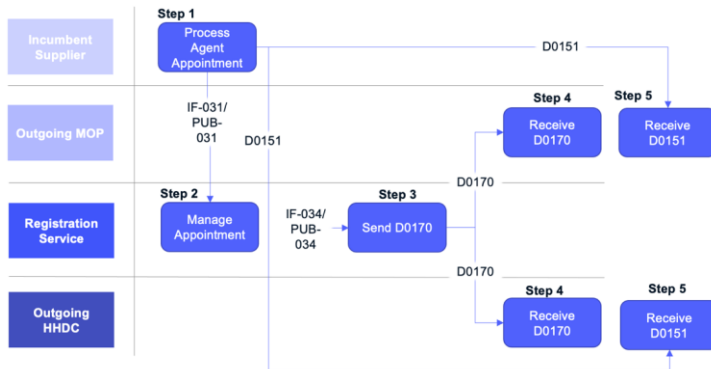 Step 1
Incumbent
Supplier
Process
Agent
Appointment
D0151
IF-031/
PUB-
031
D0151
Step 4
Step 5
Outgoing MOP
Receive
D0170
Receive
D0151
D0170
Step 2
Step 3
Registration
Service
Manage
Appointment
IF-034/
PUB-
034
Send D0170
D0170
Step 4
Step 5
Outgoing
HHDC
Receive
D0170
Receive
D0151